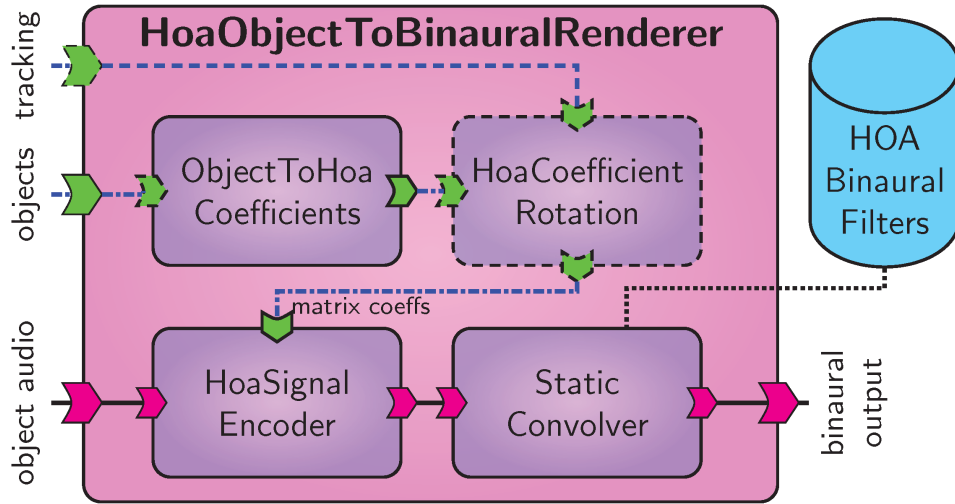 HoaObjectToBinauralRenderer
tracking
objects
ObjectToHoa
Coefficients
HoaCoefficient
Rotation
HOA
Binaural
Filters
matrix coeffs
object audio
HoaSignal
Encoder
Static
Convolver
binaural
output